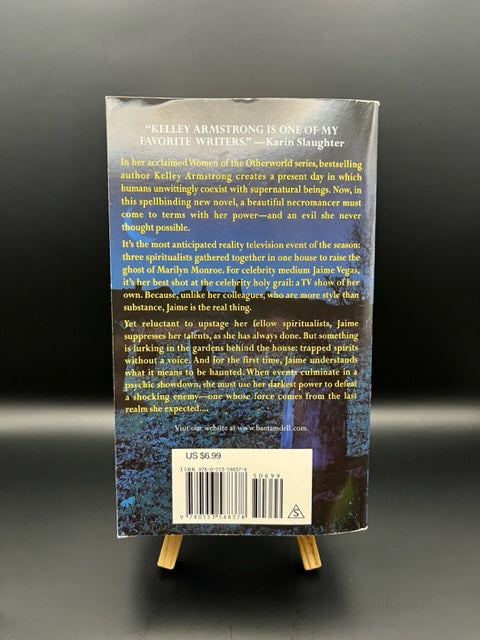 "KELLEY ARMSTRONG IS ONE OF MY
FAVORITE WRITERS." —Karin Slaughter
In her acclaimed Women of the Otherworld series, bestselling
author Kelley Armstrong creates a present day in which
humans unwittingly coexist with supernatural beings. Now, in
this spellbinding new novel, a beautiful necromancer must
come to terms with her power—and an evil she never
thought possible.
It's the most anticipated reality television event of the season:
three spiritualists gathered together in one house to raise the
ghost of Marilyn Monroe. For celebrity medium Jaime Vegas,
it's her best shot at the celebrity holy grail: a TV show of her
own. Because, unlike her colleagues, who are more style than
substance, Jaime is the real thing.
Yet reluctant to upstage her fellow spiritualists, Jaime
suppresses her talents, as she has always done. But something
is lurking in the gardens behind the house: trapped spirits
without a voice. And for the first time, Jaime understands
what it means to be haunted. When events culminate in a
psychic showdown, she must use her darkest power to defeat
a shocking enemy—one whose force comes from the last
realm she expected....
Visit our website at www.bantamdell.com.
US $6.99
ISBN 978-0-553-58837-8
50699
9 780553 588378
S